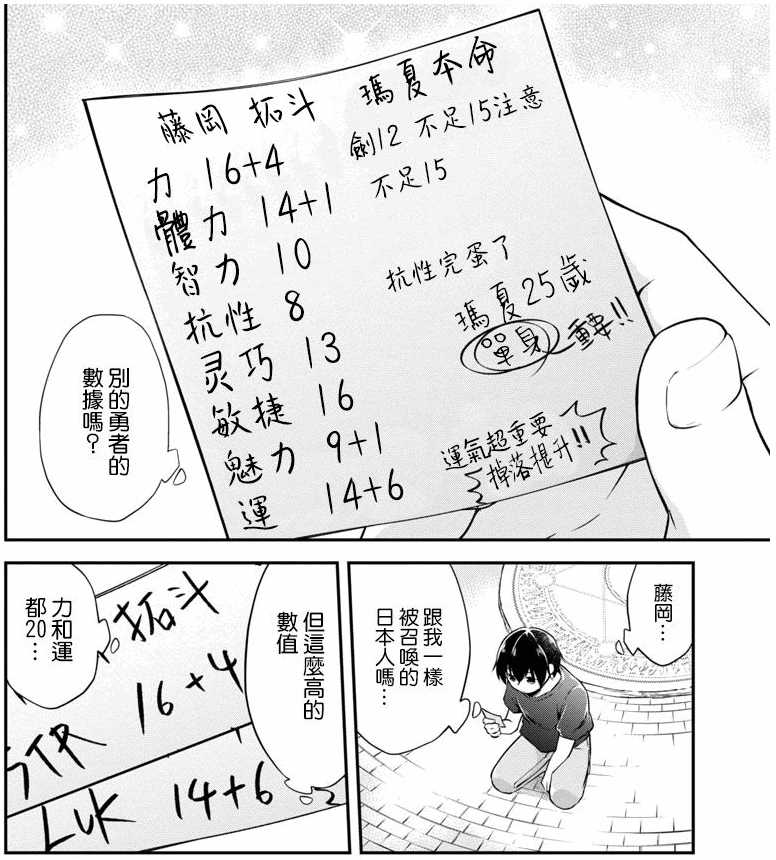 藤岡 拓斗 瑪夏本命
力 16+4 劍12 不足15注意
體力 14+1 不足15
智力 10
抗性 8 抗性完蛋了
灵巧 13 瑪夏25歲
敏捷 16 單身 重要!!
魅力 9+1
運 14+6 運氣超重要
掉落提升!!
別的勇者的
數據嗎？
藤岡…
跟我一樣
被召喚的
日本人嗎…
但這麼高的
數值
力和運
都20…
拓斗
STR 16+4
LUK 14+6